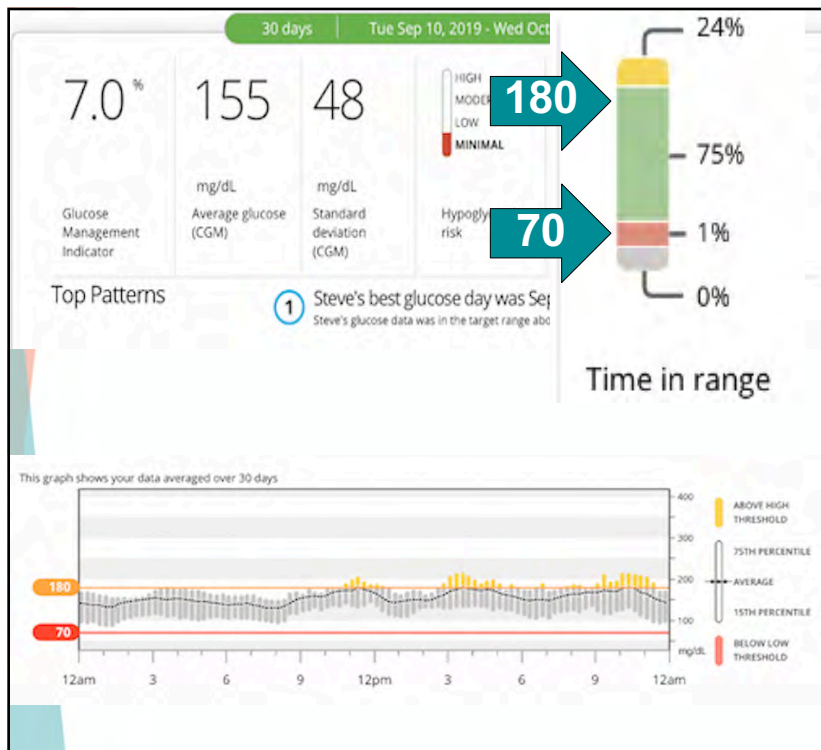 30 days Tue Sep 10, 2019 - Wed Oct
7.0 %
155
48
mg/dL
mg/dL
Glucose
Management
Indicator
Average glucose
(CGM)
Standard
deviation
(CGM)
HIGH
MODER
LOW
MINIMAL
Hypogly
risk
180
70
24%
75%
1%
0%
Time in range
Top Patterns
1
Steve's best glucose day was Sep
Steve's glucose data was in the target range abo
This graph shows your data averaged over 30 days
400
300
200
100
mg/dL
180
70
12am 3 6 9 12pm 3 6 9 12am
ABOVE HIGH
THRESHOLD
75TH PERCENTILE
AVERAGE
15TH PERCENTILE
BELOW LOW
THRESHOLD